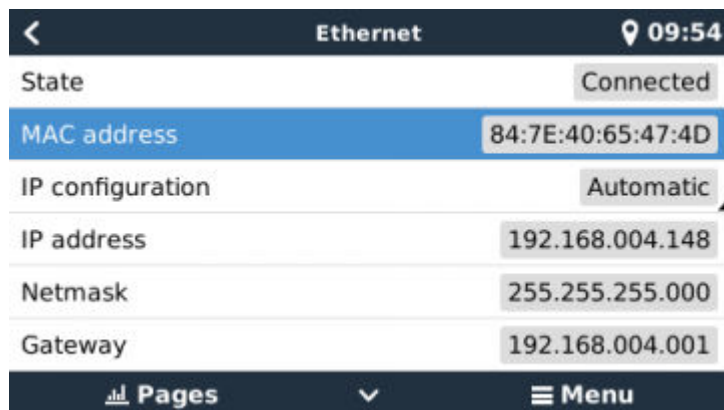 Ethernet 09:54
State Connected
MAC address 84:7E:40:65:47:4D
IP configuration Automatic
IP address 192.168.004.148
Netmask 255.255.255.000
Gateway 192.168.004.001
Pages Menu